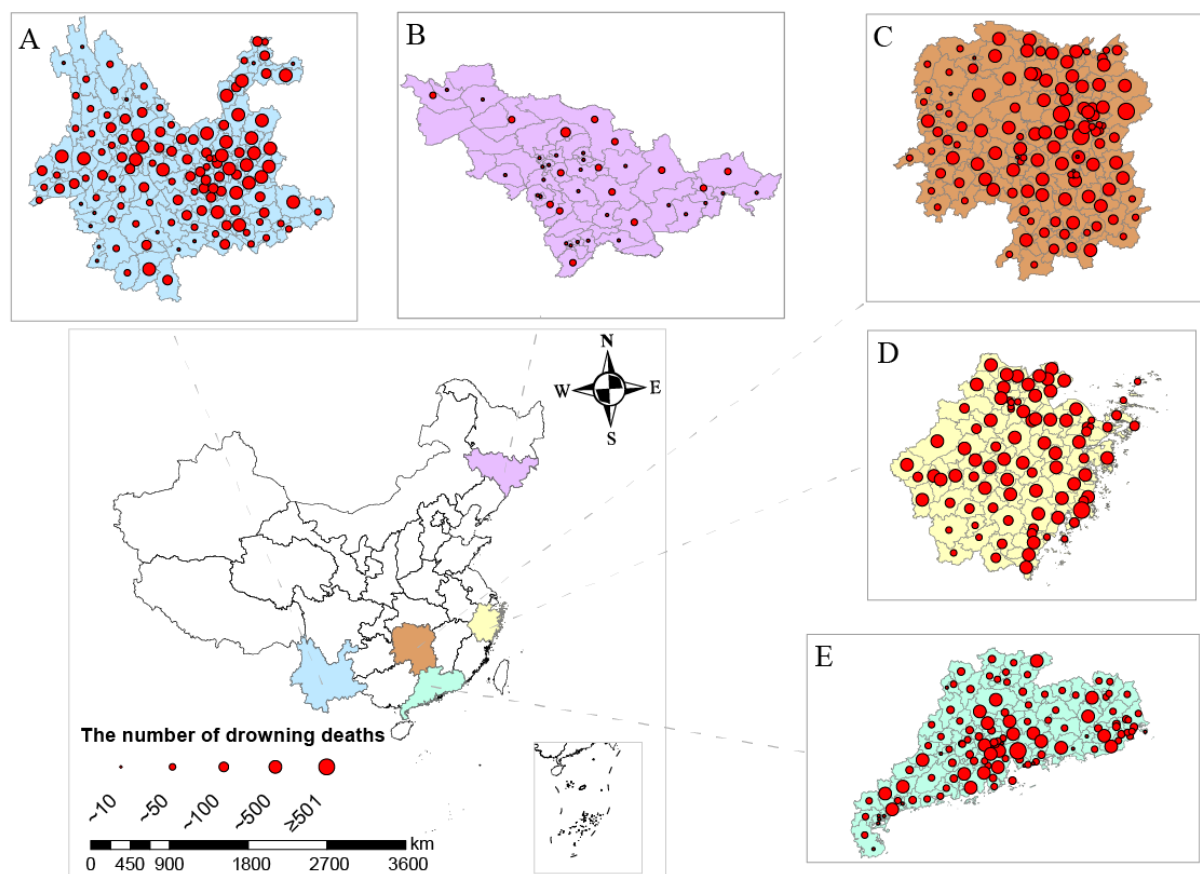 A
B
C
D
E
N
W E
S
The number of drowning deaths
~10 ~50 ~100 ~500 ≥501
km
0 450 900 1800 2700 3600